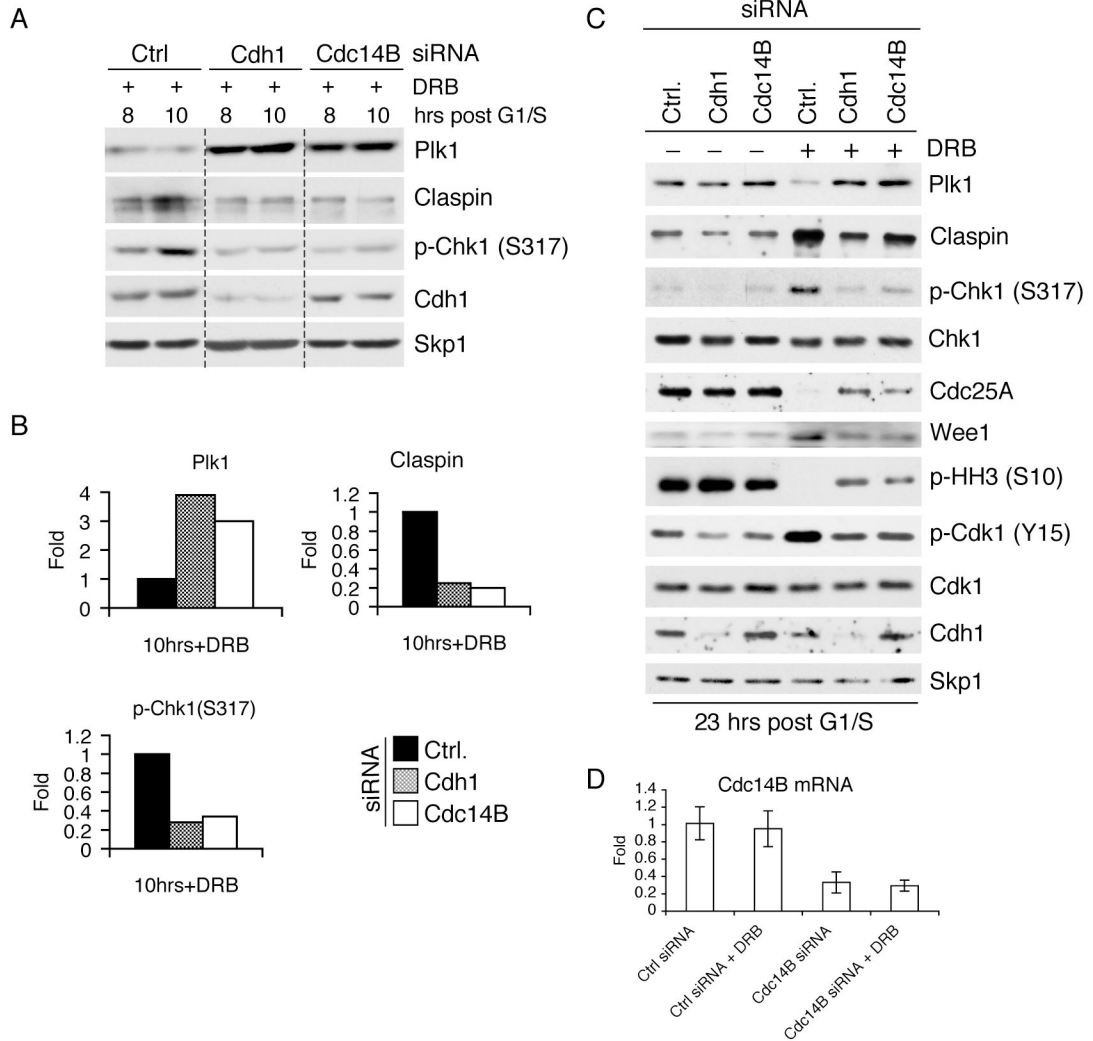 A
Ctrl Cdh1 Cdc14B siRNA
+ + + + + + DRB
8 10 8 10 8 10 hrs post G1/S
Plk1
Claspin
p-Chk1 (S317)
Cdh1
Skp1
B
Plk1
4
3
2
1
0
Fold
10hrs+DRB
Claspin
1.2
1
0.8
0.6
0.4
0.2
0
Fold
10hrs+DRB
p-Chk1(S317)
1.2
1
0.8
0.6
0.4
0.2
0
Fold
10hrs+DRB
siRNA
Ctrl.
Cdh1
Cdc14B
C
siRNA
Ctrl. Cdh1 Cdc14B Ctrl. Cdh1 Cdc14B
– – – + + + DRB
Plk1
Claspin
p-Chk1 (S317)
Chk1
Cdc25A
Wee1
p-HH3 (S10)
p-Cdk1 (Y15)
Cdk1
Cdh1
Skp1
23 hrs post G1/S
D
Cdc14B mRNA
1.4
1.2
1
0.8
0.6
0.4
0.2
0
Fold
Ctrl siRNA
Ctrl siRNA + DRB
Cdc14B siRNA
Cdc14B siRNA + DRB